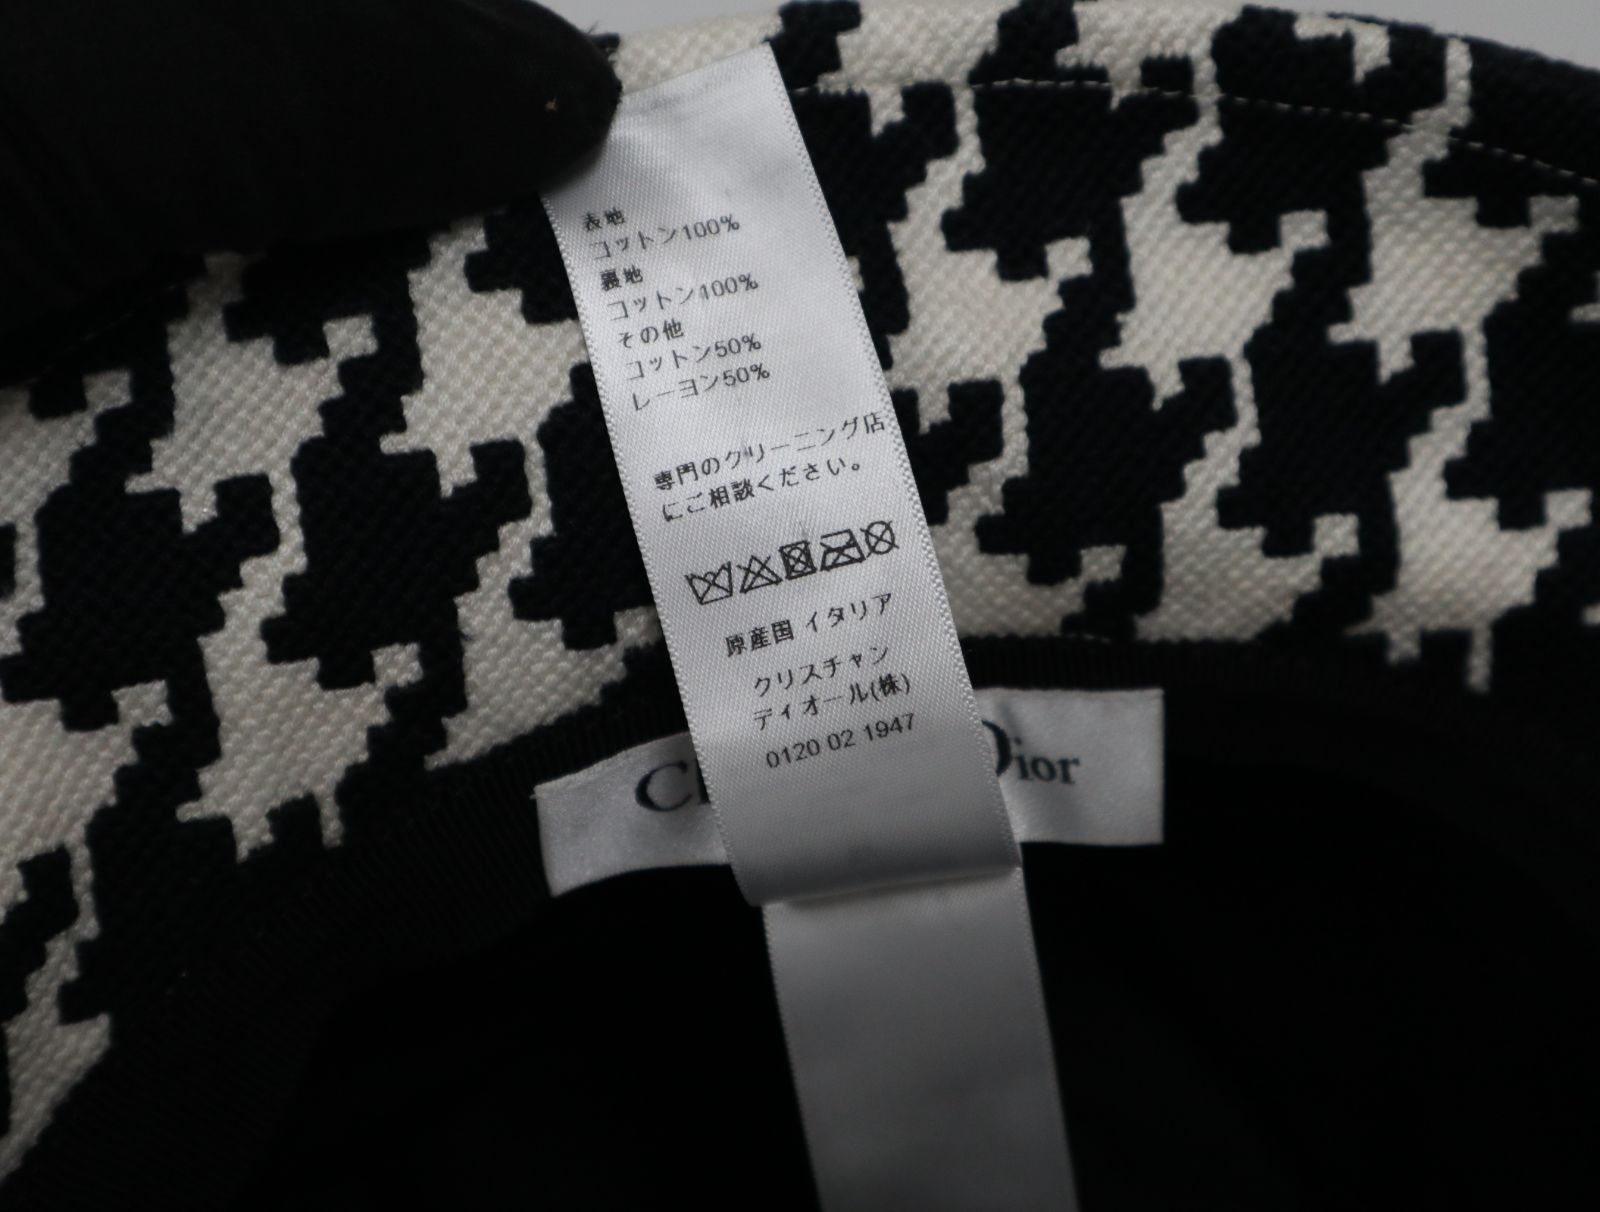 表地
コットン100%
裏地
コットン100%
その他
コットン50%
レーヨン50%
専門のクリーニング店
にご相談ください。
原産国 イタリア
クリスチャン
ディオール(株)
0120 02 1947
Dior